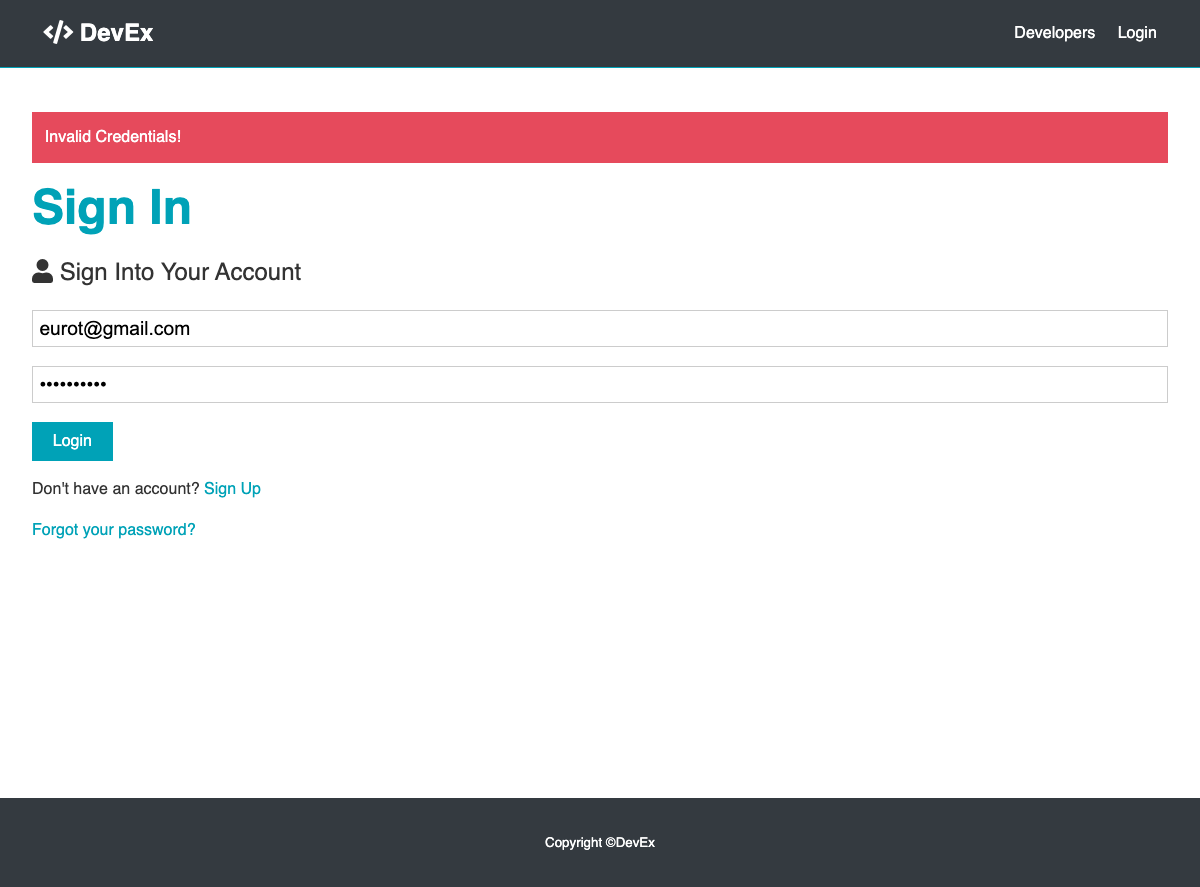 DevEx
Developers Login
Invalid Credentials!
Sign In
Sign Into Your Account
eurot@gmail.com
••••••••••
Login
Don't have an account? Sign Up
Forgot your password?
Copyright ©DevEx